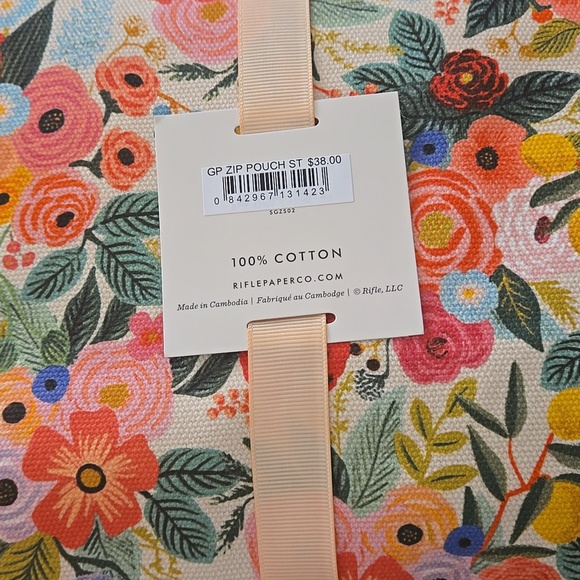 GP ZIP POUCH ST $38.00
0 842967 131423
SGZS02
100% COTTON
RIFLEPAPERCO.COM
Made in Cambodia | Fabriqué au Cambodge | © Rifle, LLC